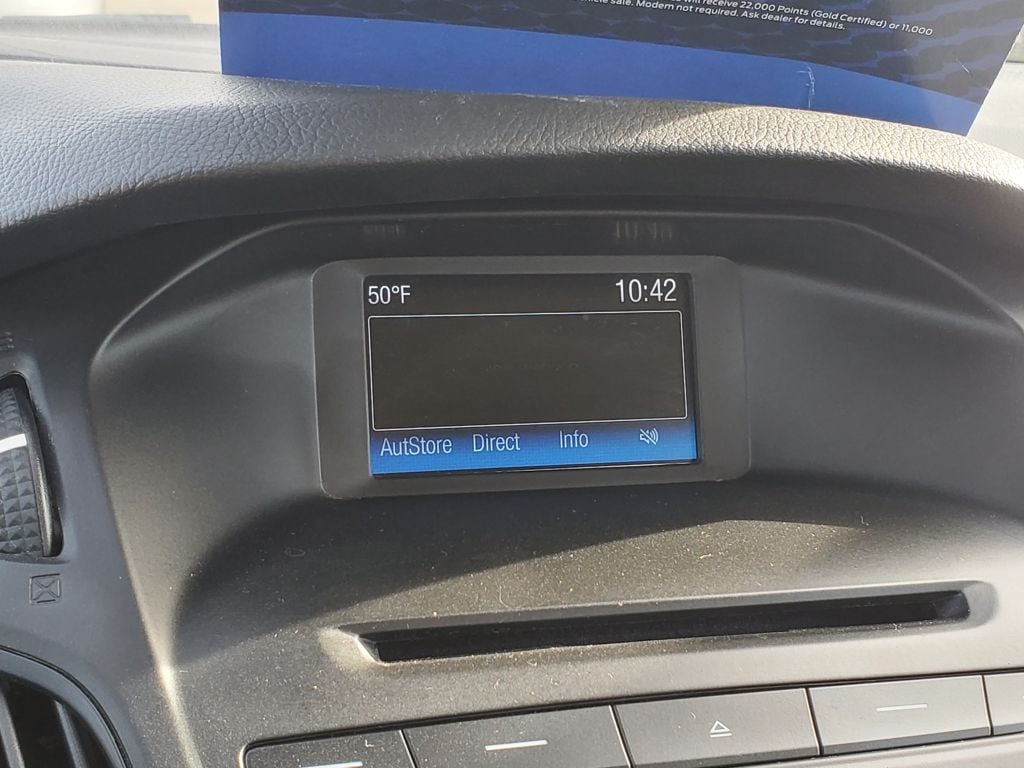 will receive 22,000 Points (Gold Certified) or 11,000
vehicle sale. Modem not required. Ask dealer for details.
50°F 10:42
AutStore Direct Info